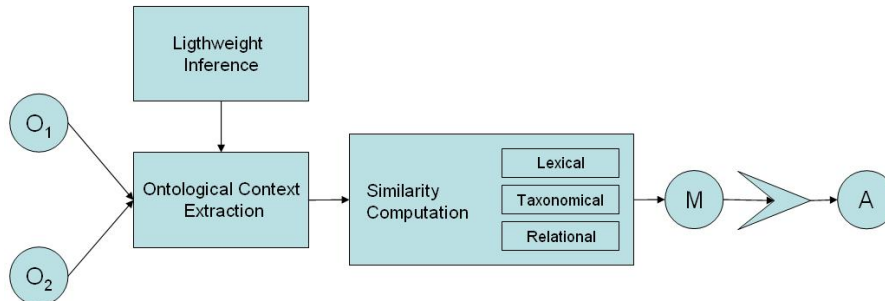 Ligthweight
Inference
O₁
Ontological Context
Extraction
O₂
Similarity
Computation
Lexical
Taxonomical
Relational
M
A